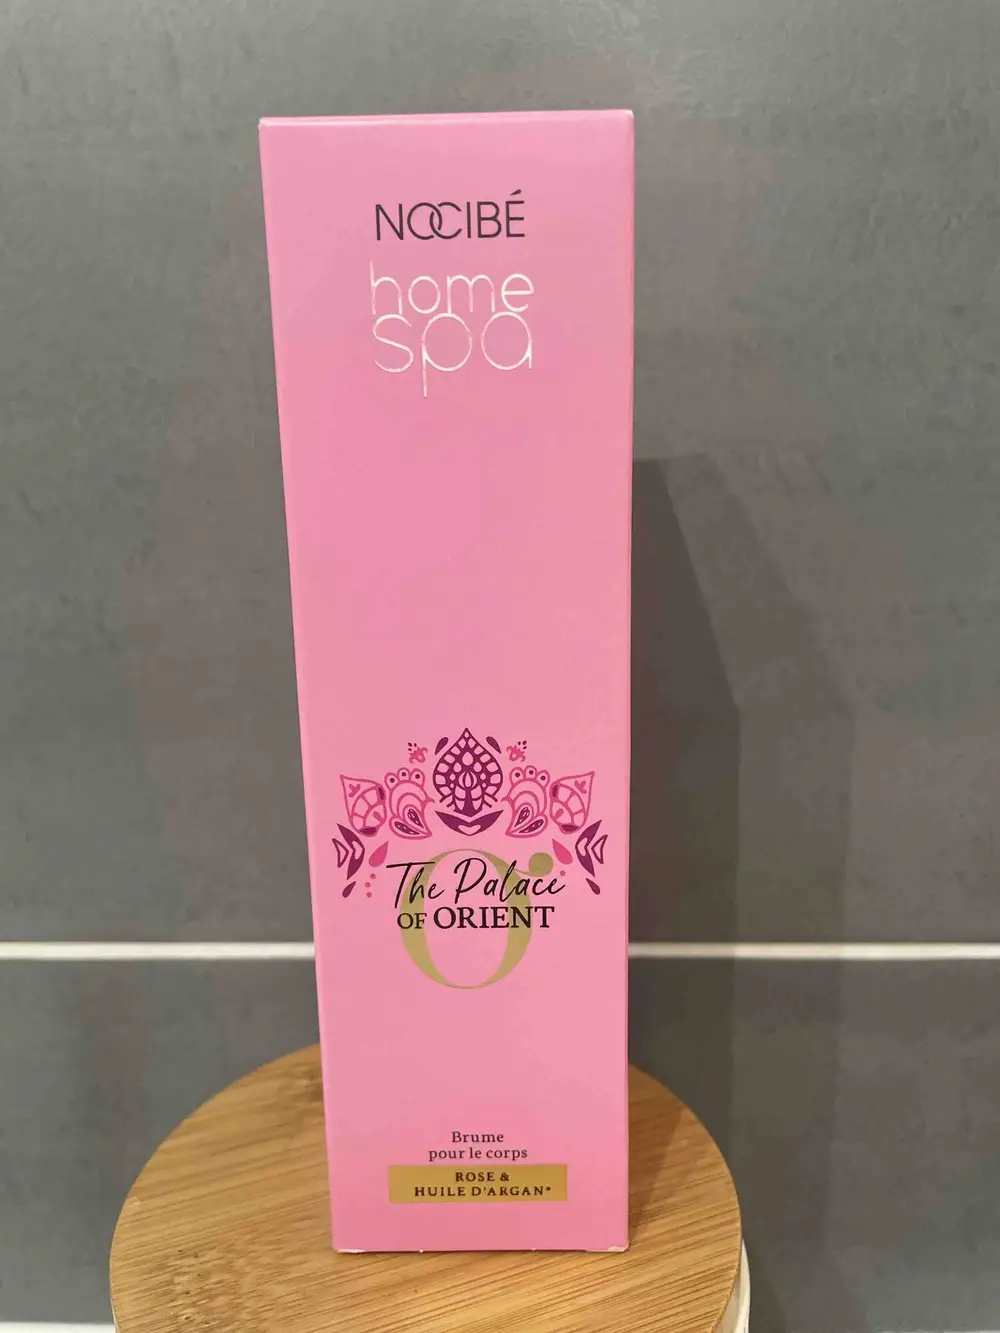 NOCIBÉ
home
spa
The Palace
OF ORIENT
Brume
pour le corps
ROSE &
HUILE D'ARGAN*